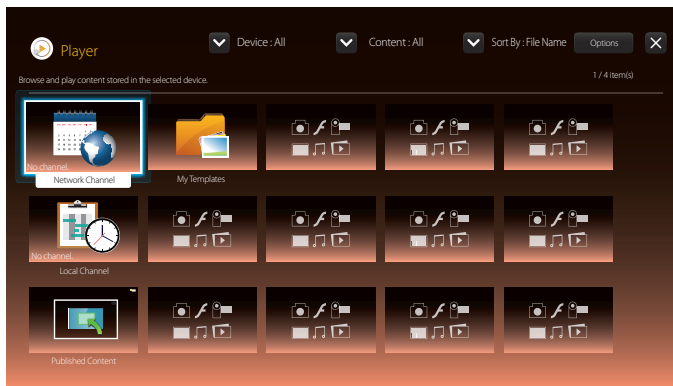 Player
Device : All
Content : All
Sort By : File Name
Options
Browse and play content stored in the selected device.
1 / 4 item(s)
No channel.
Network Channel
My Templates
No channel.
Local Channel
Published Content